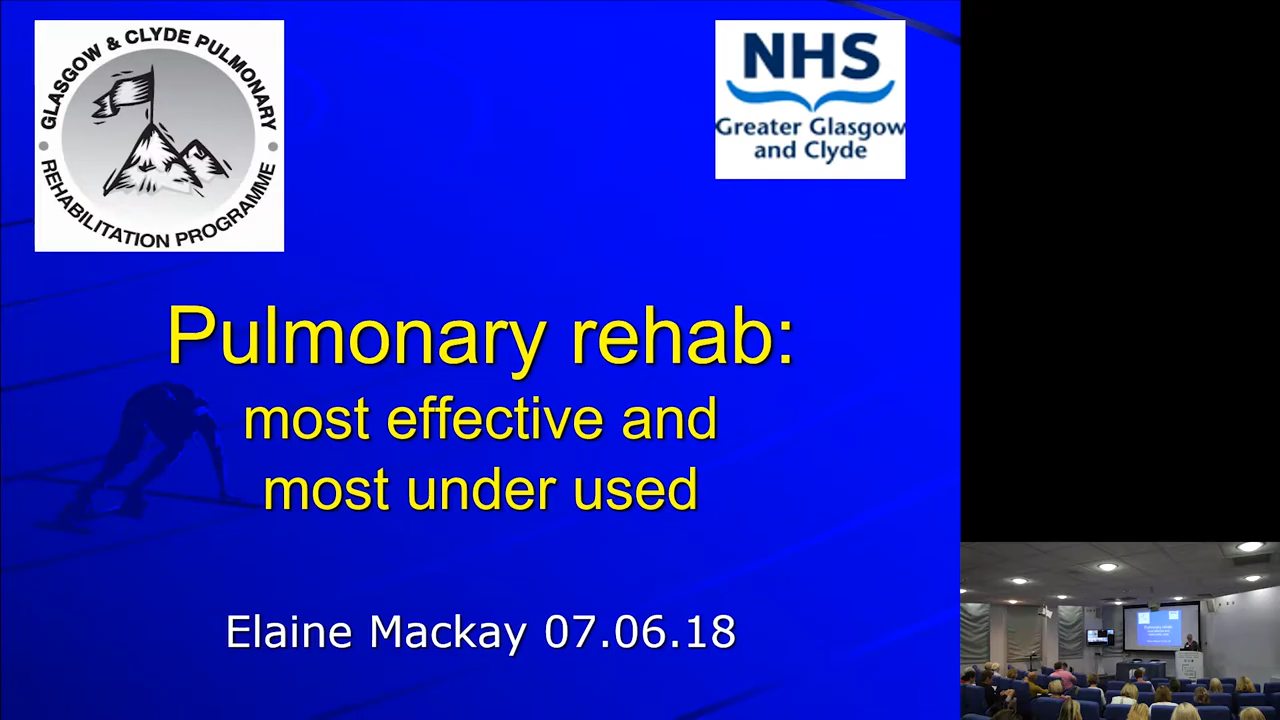 GLASGOW & CLYDE PULMONARY
REHABILITATION PROGRAMME
NHS
Greater Glasgow
and Clyde
Pulmonary rehab:
most effective and
most under used
Elaine Mackay 07.06.18